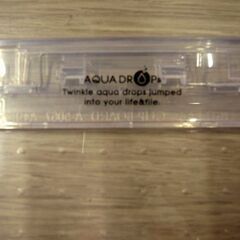 AQUA DROPs
Twinkle aqua drops jumped
into your life&file.